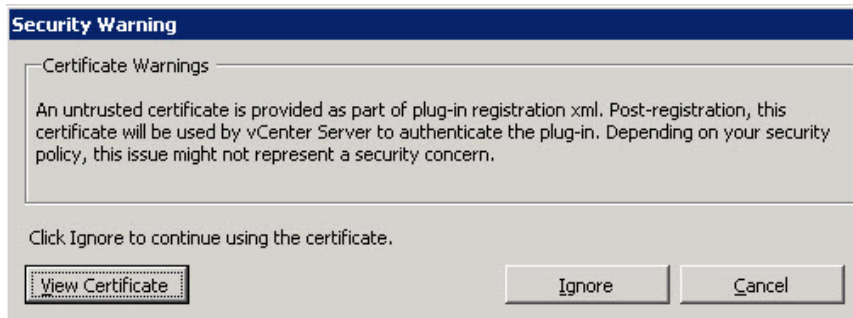 Security Warning
Certificate Warnings
An untrusted certificate is provided as part of plug-in registration xml. Post-registration, this
certificate will be used by vCenter Server to authenticate the plug-in. Depending on your security
policy, this issue might not represent a security concern.
Click Ignore to continue using the certificate.
View Certificate
Ignore
Cancel